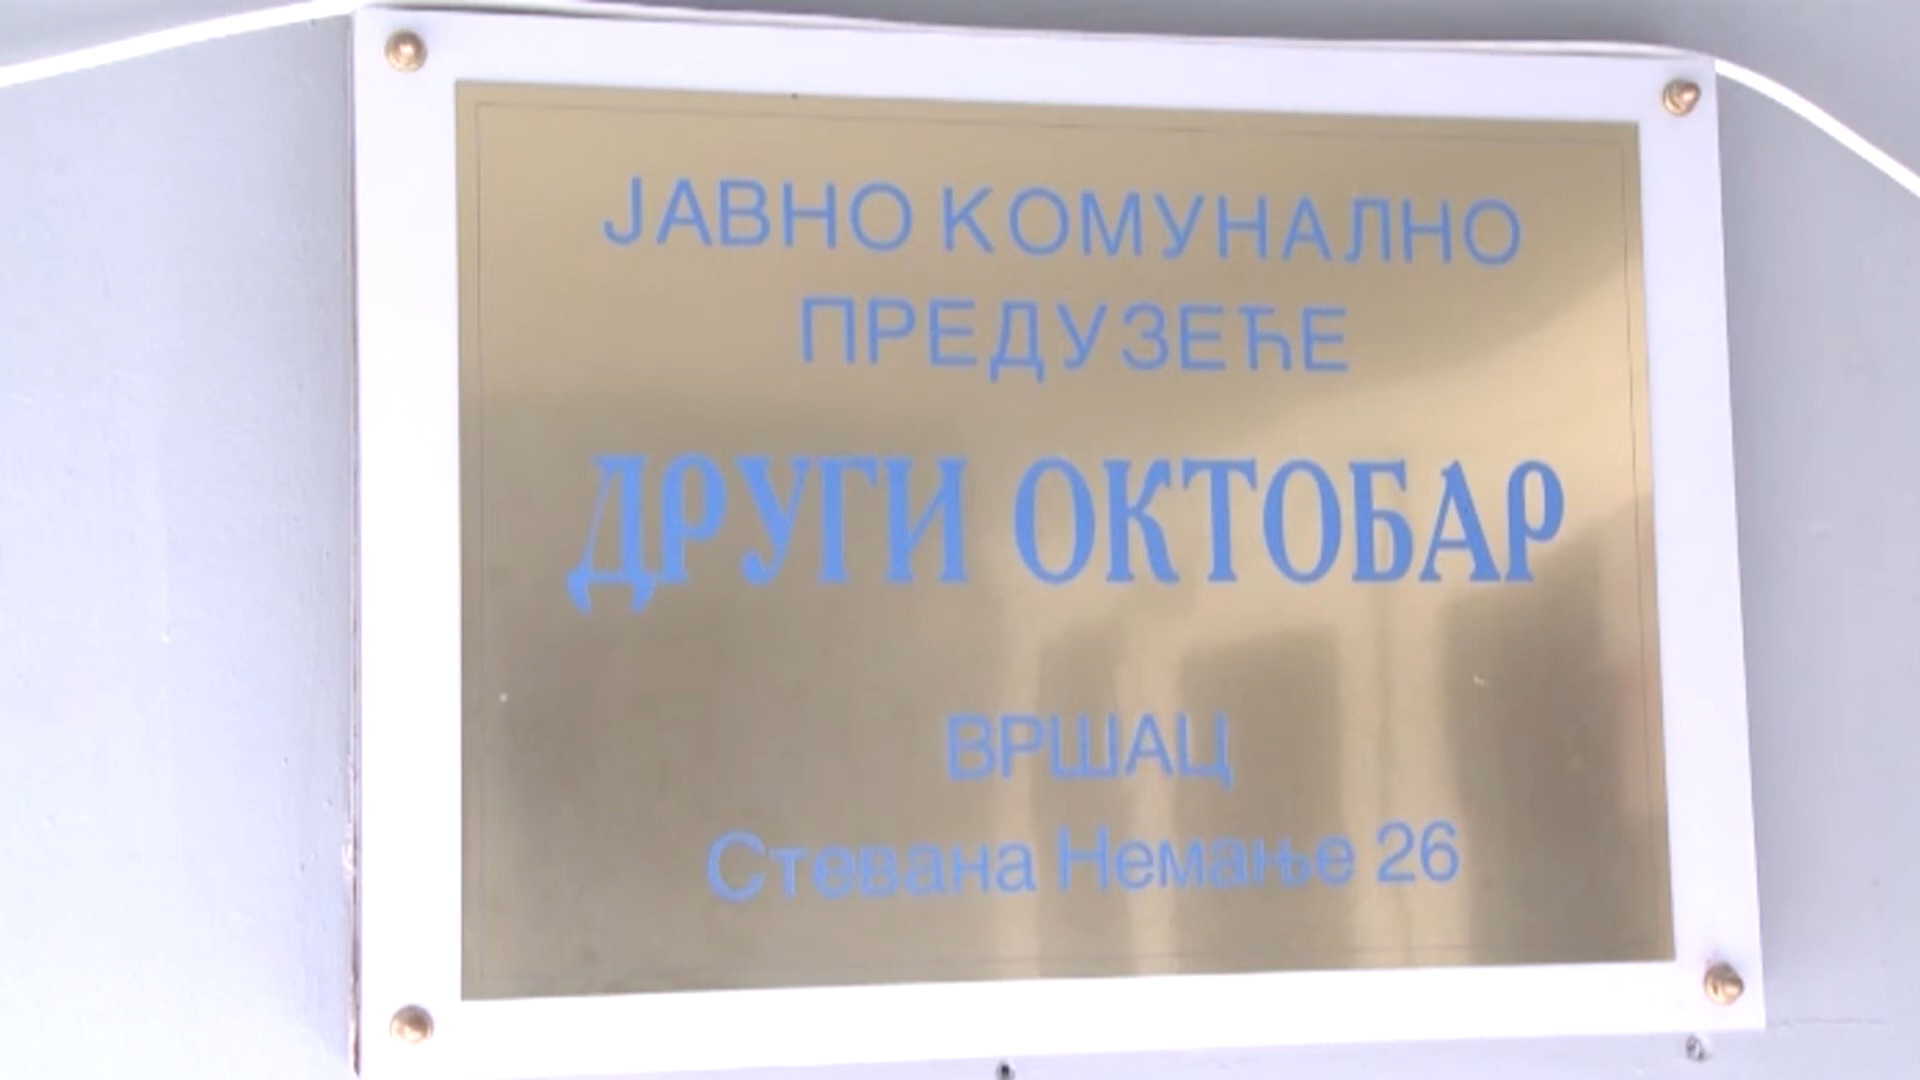 ЈАВНО КОМУНАЛНО
ПРЕДУЗЕЋЕ
ДРУГИ ОКТОБАР
ВРШАЦ
Стевана Немање 26